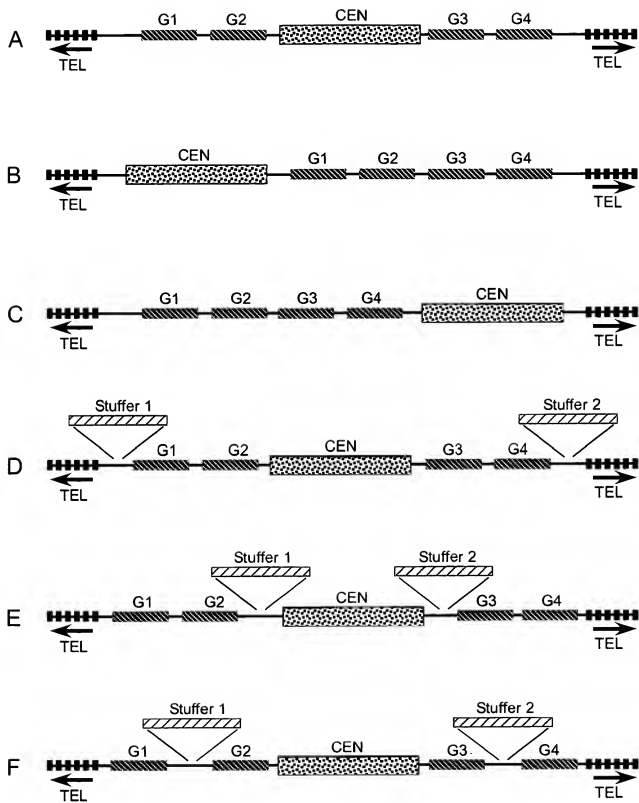 G1 G2 CEN G3 G4
A
TEL TEL
CEN G1 G2 G3 G4
B
TEL TEL
G1 G2 G3 G4 CEN
C
TEL TEL
Stuffer 1 Stuffer 2
G1 G2 CEN G3 G4
D
TEL TEL
Stuffer 1 Stuffer 2
G1 G2 CEN G3 G4
E
TEL TEL
Stuffer 1 Stuffer 2
G1 G2 CEN G3 G4
F
TEL TEL